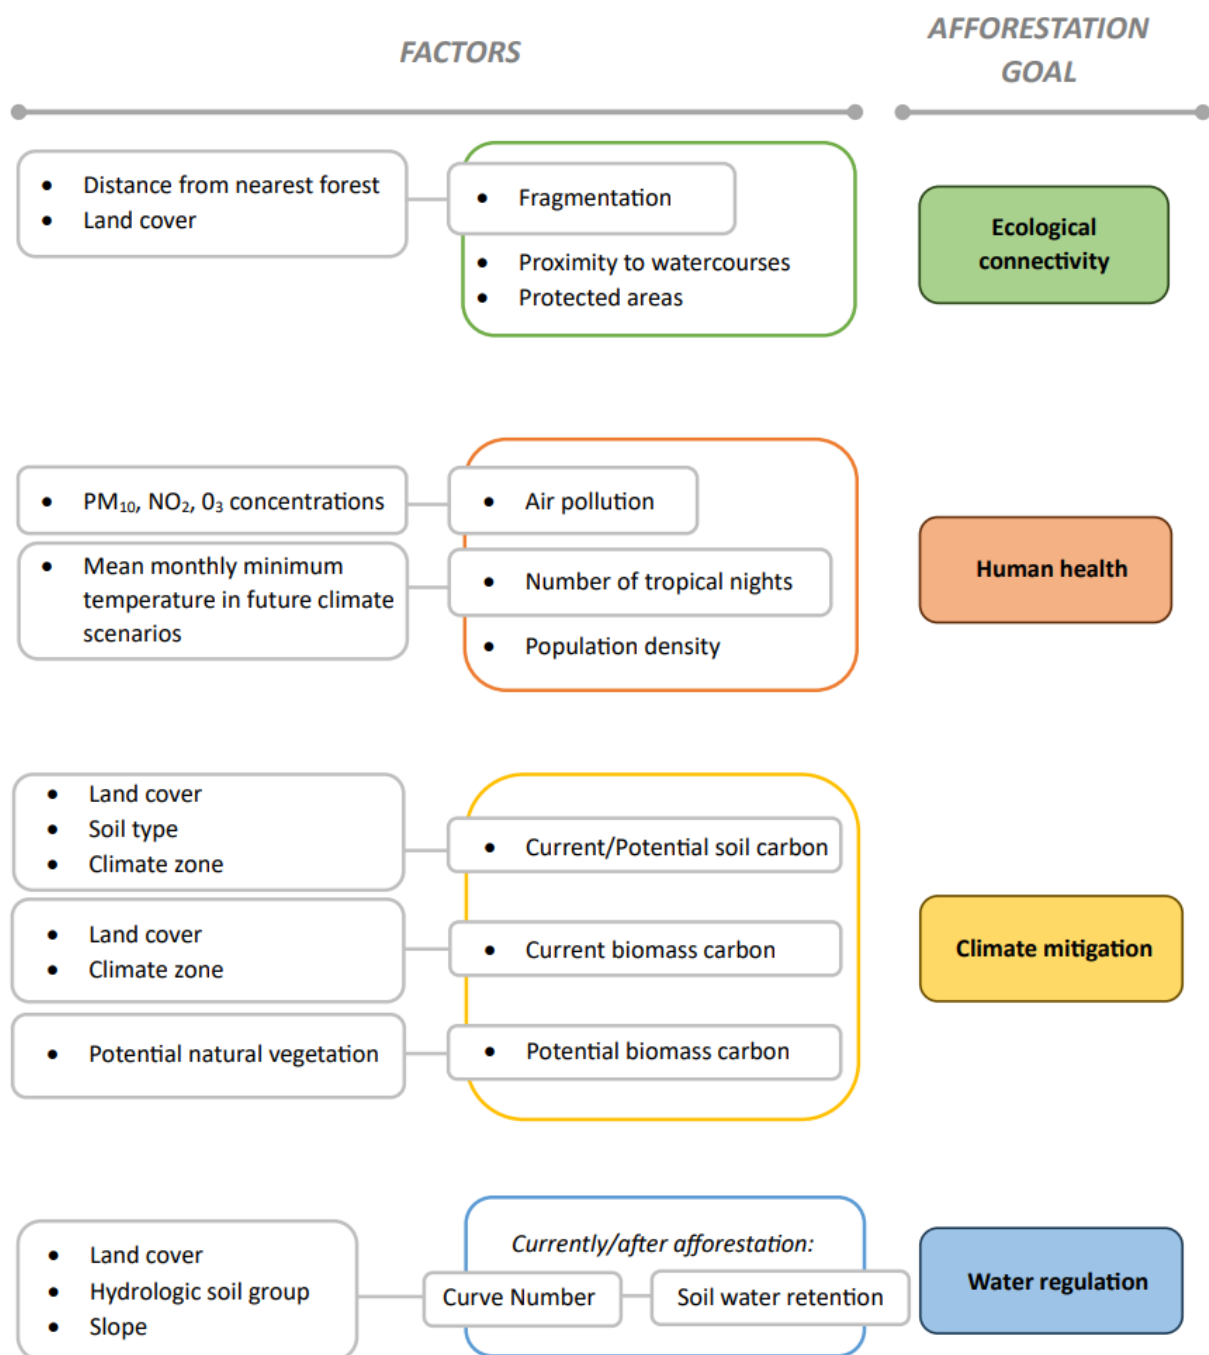 FACTORS
AFFORESTATION
GOAL
• Distance from nearest forest
• Land cover
• Fragmentation
• Proximity to watercourses
• Protected areas
Ecological
connectivity
• PM₁₀, NO₂, 0₃ concentrations
• Mean monthly minimum
temperature in future climate
scenarios
• Air pollution
• Number of tropical nights
• Population density
Human health
• Land cover
• Soil type
• Climate zone
• Current/Potential soil carbon
• Land cover
• Climate zone
• Current biomass carbon
• Potential natural vegetation
• Potential biomass carbon
Climate mitigation
• Land cover
• Hydrologic soil group
• Slope
Currently/after afforestation:
Curve Number
Soil water retention
Water regulation